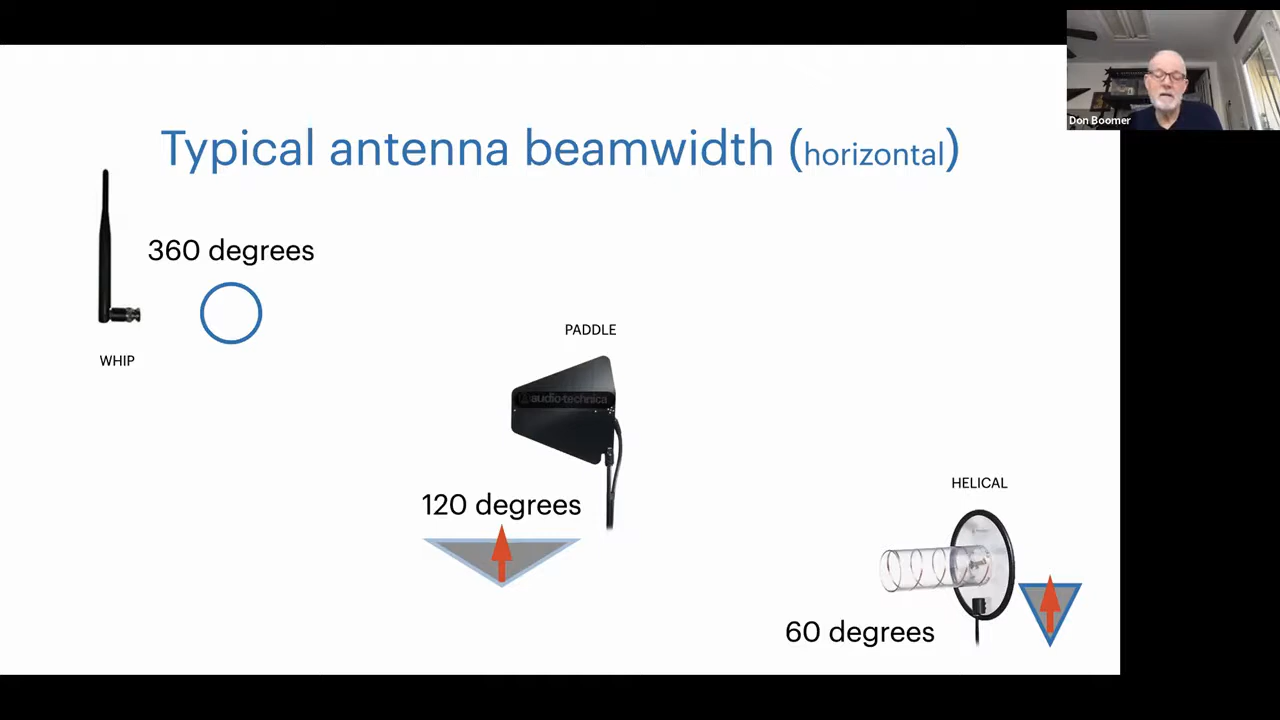 Don Boomer
Typical antenna beamwidth (horizontal)
360 degrees
WHIP
PADDLE
audio-technica
120 degrees
HELICAL
60 degrees